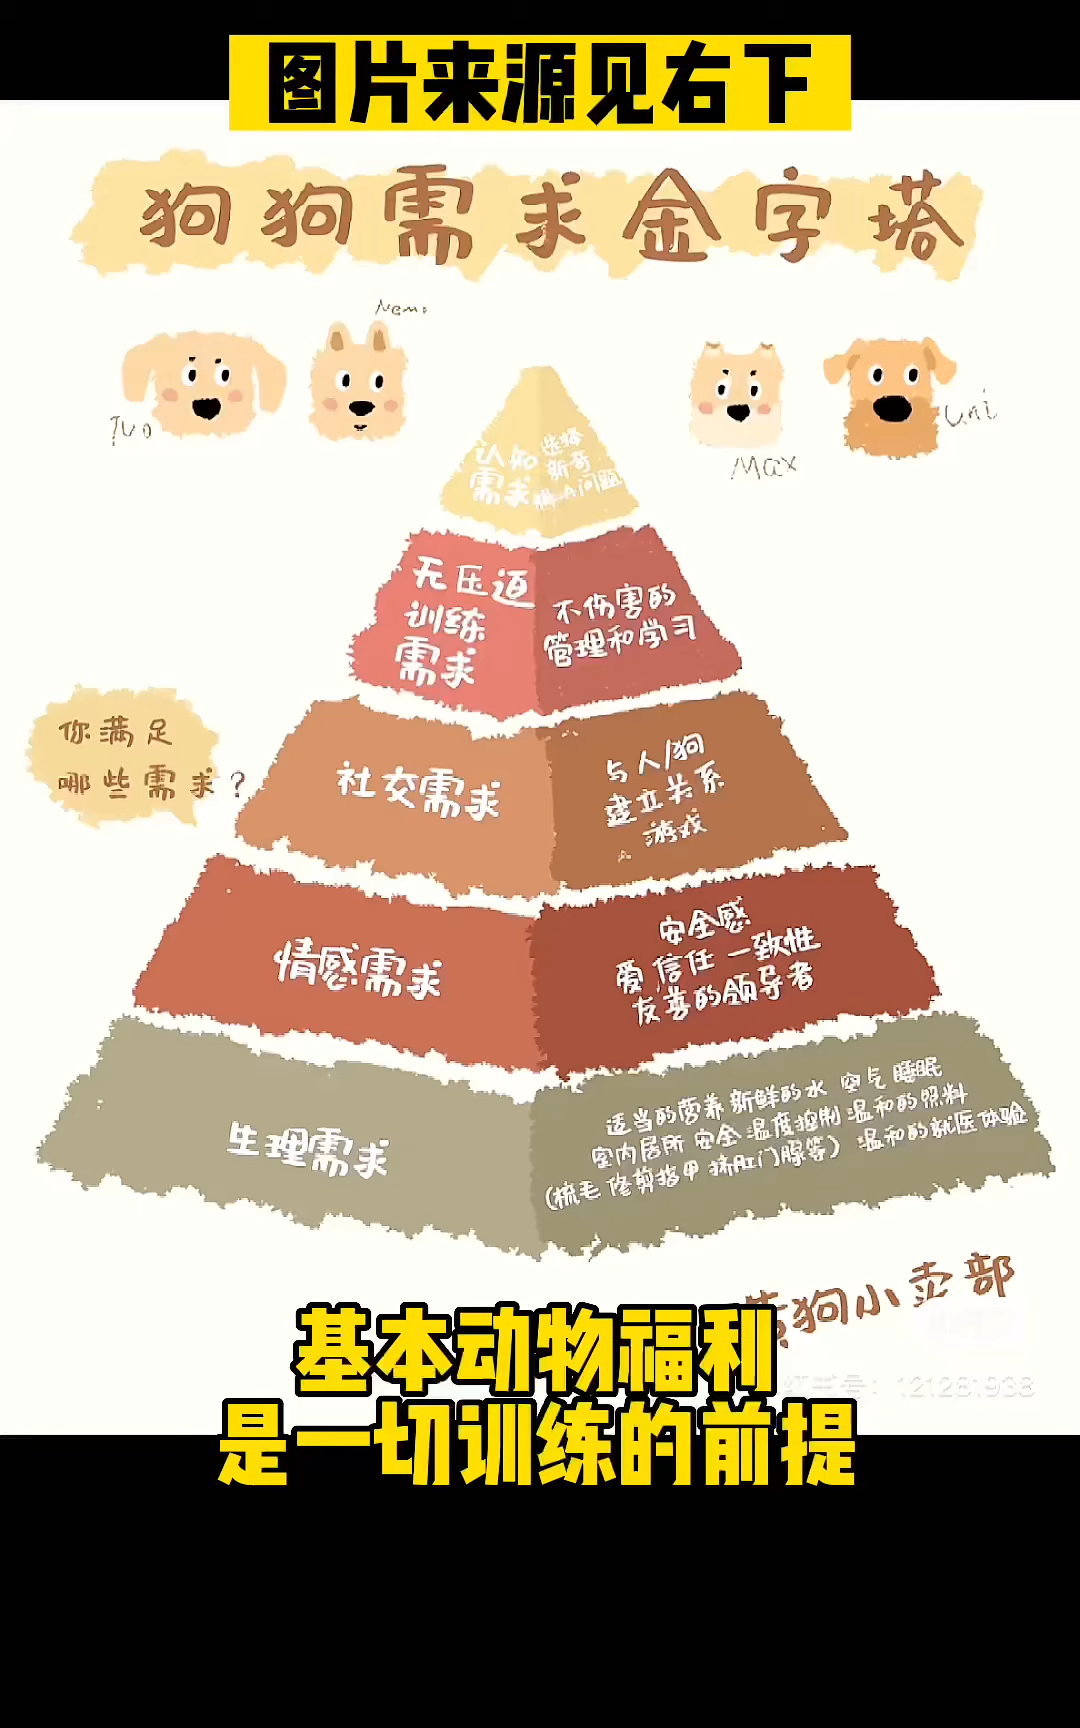 图片来源见右下
狗狗需求金字塔
Nemo
Max
认知
需求
选择
新奇
问题
无压迫
训练
需求
不伤害的
管理和学习
你满足
哪些需求？
社交需求
与人/狗
建立关系
游戏
情感需求
安全感
爱 信任 一致性
友善的领导者
生理需求
适当的营养 新鲜的水 空气 睡眠
室内居所 安全 温度控制 温和的照料
(梳毛 修剪指甲 挤肛门腺等) 温和的就医体验
黄狗小卖部
基本动物福利
书号：121281938
是一切训练的前提